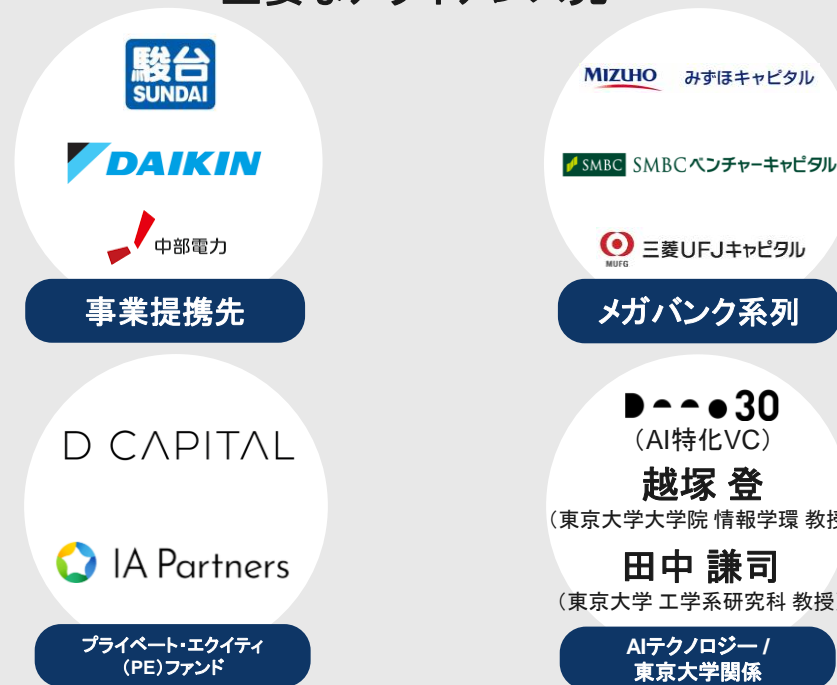 駿台
SUNDAI
DAIKIN
中部電力
事業提携先
MIZUHO みずほキャピタル
SMBC SMBCベンチャーキャピタル
MUFG 三菱UFJキャピタル
メガバンク系列
D CAPITAL
IA Partners
プライベート・エクイティ
（PE）ファンド
30
（AI特化VC）
越塚 登
（東京大学大学院 情報学環 教授
田中 謙司
（東京大学 工学系研究科 教授
AIテクノロジー /
東京大学関係